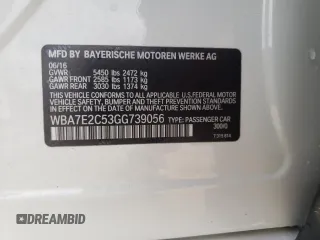 MFD BY BAYERISCHE MOTOREN WERKE AG
06/16
GVWR 5450 lbs 2472 kg
GAWR FRONT 2585 lbs 1173 kg
GAWR REAR 3030 lbs 1374 kg
THIS VEHICLE CONFORMS TO ALL APPLICABLE
U.S. FEDERAL MOTOR VEHICLE SAFETY,
BUMPER, AND THEFT PREVENTION STANDARDS
IN EFFECT ON THE DATE OF
MANUFACTURE SHOWN ABOVE.
WBA7E2C53GG739056 TYPE: PASSENGER CAR
300/0
DREAMBID